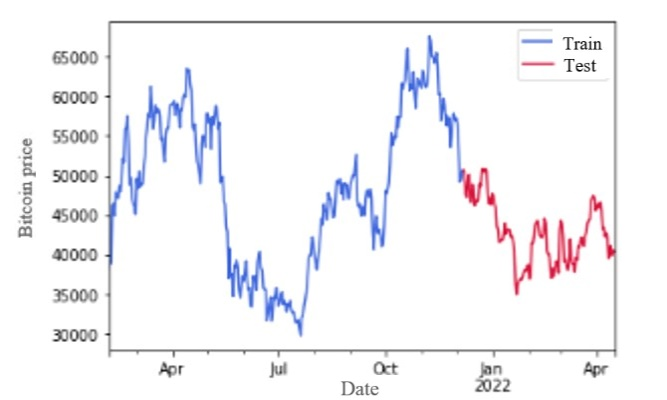 Train
Test
Bitcoin price
65000
60000
55000
50000
45000
40000
35000
30000
Apr
Jul
Oct
Jan
2022
Apr
Date